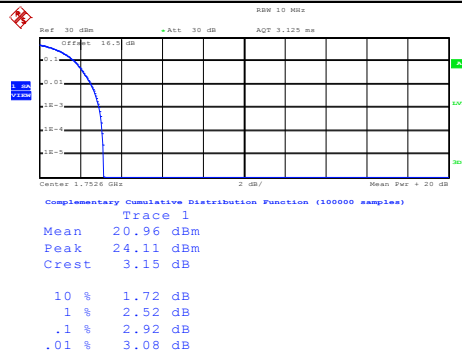 RBW 10 MHz
Ref 30 dBm Att 30 dB AQT 3.125 ms
Offset 16.5 dB
0.1
0.01
1E-3
1E-4
1E-5
1 SA
VIEW
A
LV
3D
Center 1.7526 GHz 2 dB/ Mean Pwr + 20 dB
Complementary Cumulative Distribution Function (100000 samples)
Trace 1
Mean 20.96 dBm
Peak 24.11 dBm
Crest 3.15 dB
10 % 1.72 dB
1 % 2.52 dB
.1 % 2.92 dB
.01 % 3.08 dB